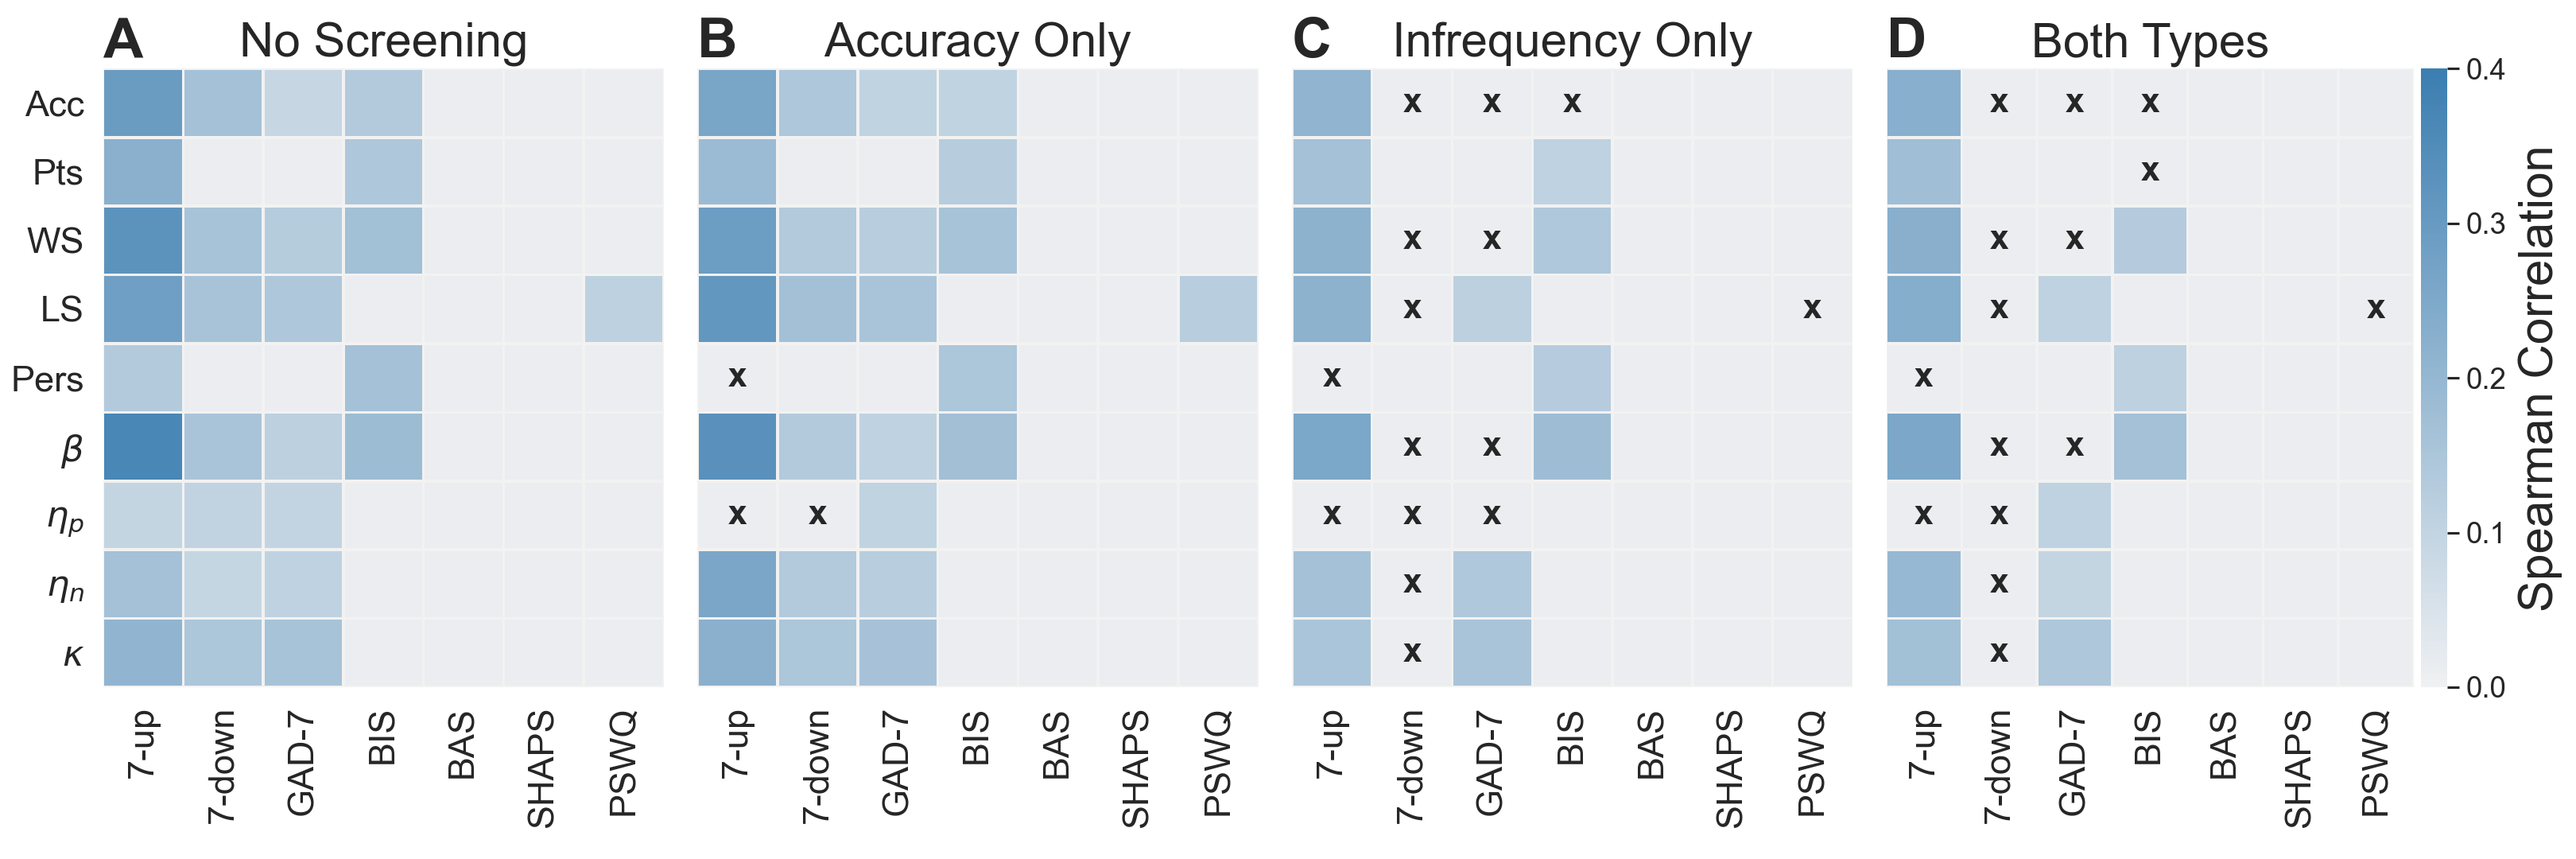 A No Screening
B Accuracy Only
C Infrequency Only
D Both Types
Acc
Pts
WS
LS
Pers
β
ηp
ηn
κ
x x x
x x x
x
x x
x x
x
x
x
x
x
x
x
x x
x x
x x
x x x
x x
x
x
x
x
7-up
7-down
GAD-7
BIS
BAS
SHAPS
PSWQ
7-up
7-down
GAD-7
BIS
BAS
SHAPS
PSWQ
7-up
7-down
GAD-7
BIS
BAS
SHAPS
PSWQ
7-up
7-down
GAD-7
BIS
BAS
SHAPS
PSWQ
0.4
0.3
0.2
0.1
0.0
Spearman Correlation